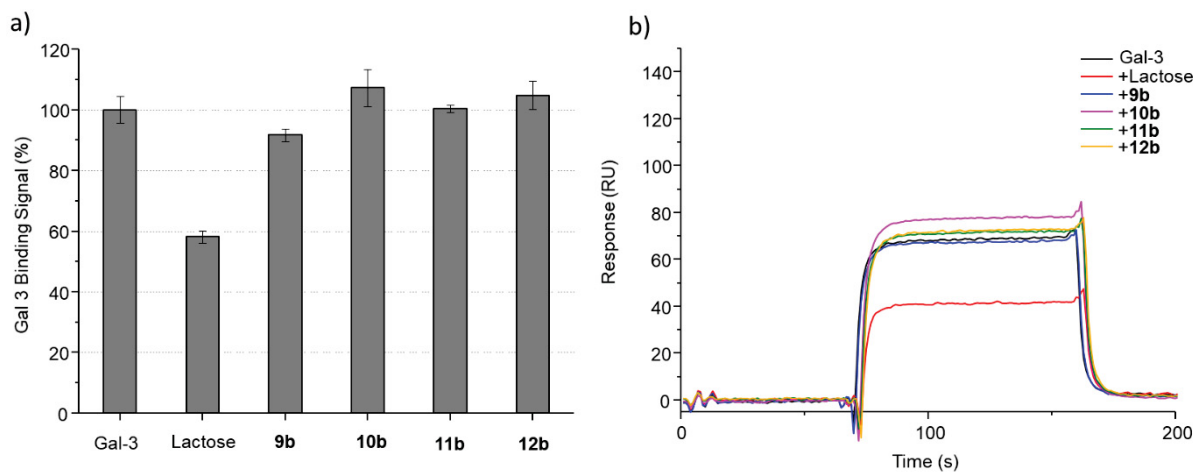 a)
Gal 3 Binding Signal (%)
120
100
80
60
40
20
0
Gal-3 Lactose 9b 10b 11b 12b
b)
Response (RU)
140
120
100
80
60
40
20
0
Gal-3
+Lactose
+9b
+10b
+11b
+12b
0 100 200
Time (s)